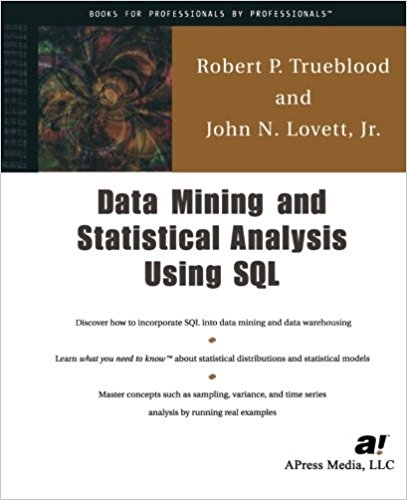 BOOKS FOR PROFESSIONALS BY PROFESSIONALS™
Robert P. Trueblood
and
John N. Lovett, Jr.
Data Mining and
Statistical Analysis
Using SQL
Discover how to incorporate SQL into data mining and data warehousing
Learn what you need to know™ about statistical distributions and statistical models
Master concepts such as sampling, variance, and time series
analysis by running real examples
a!™
APress Media, LLC